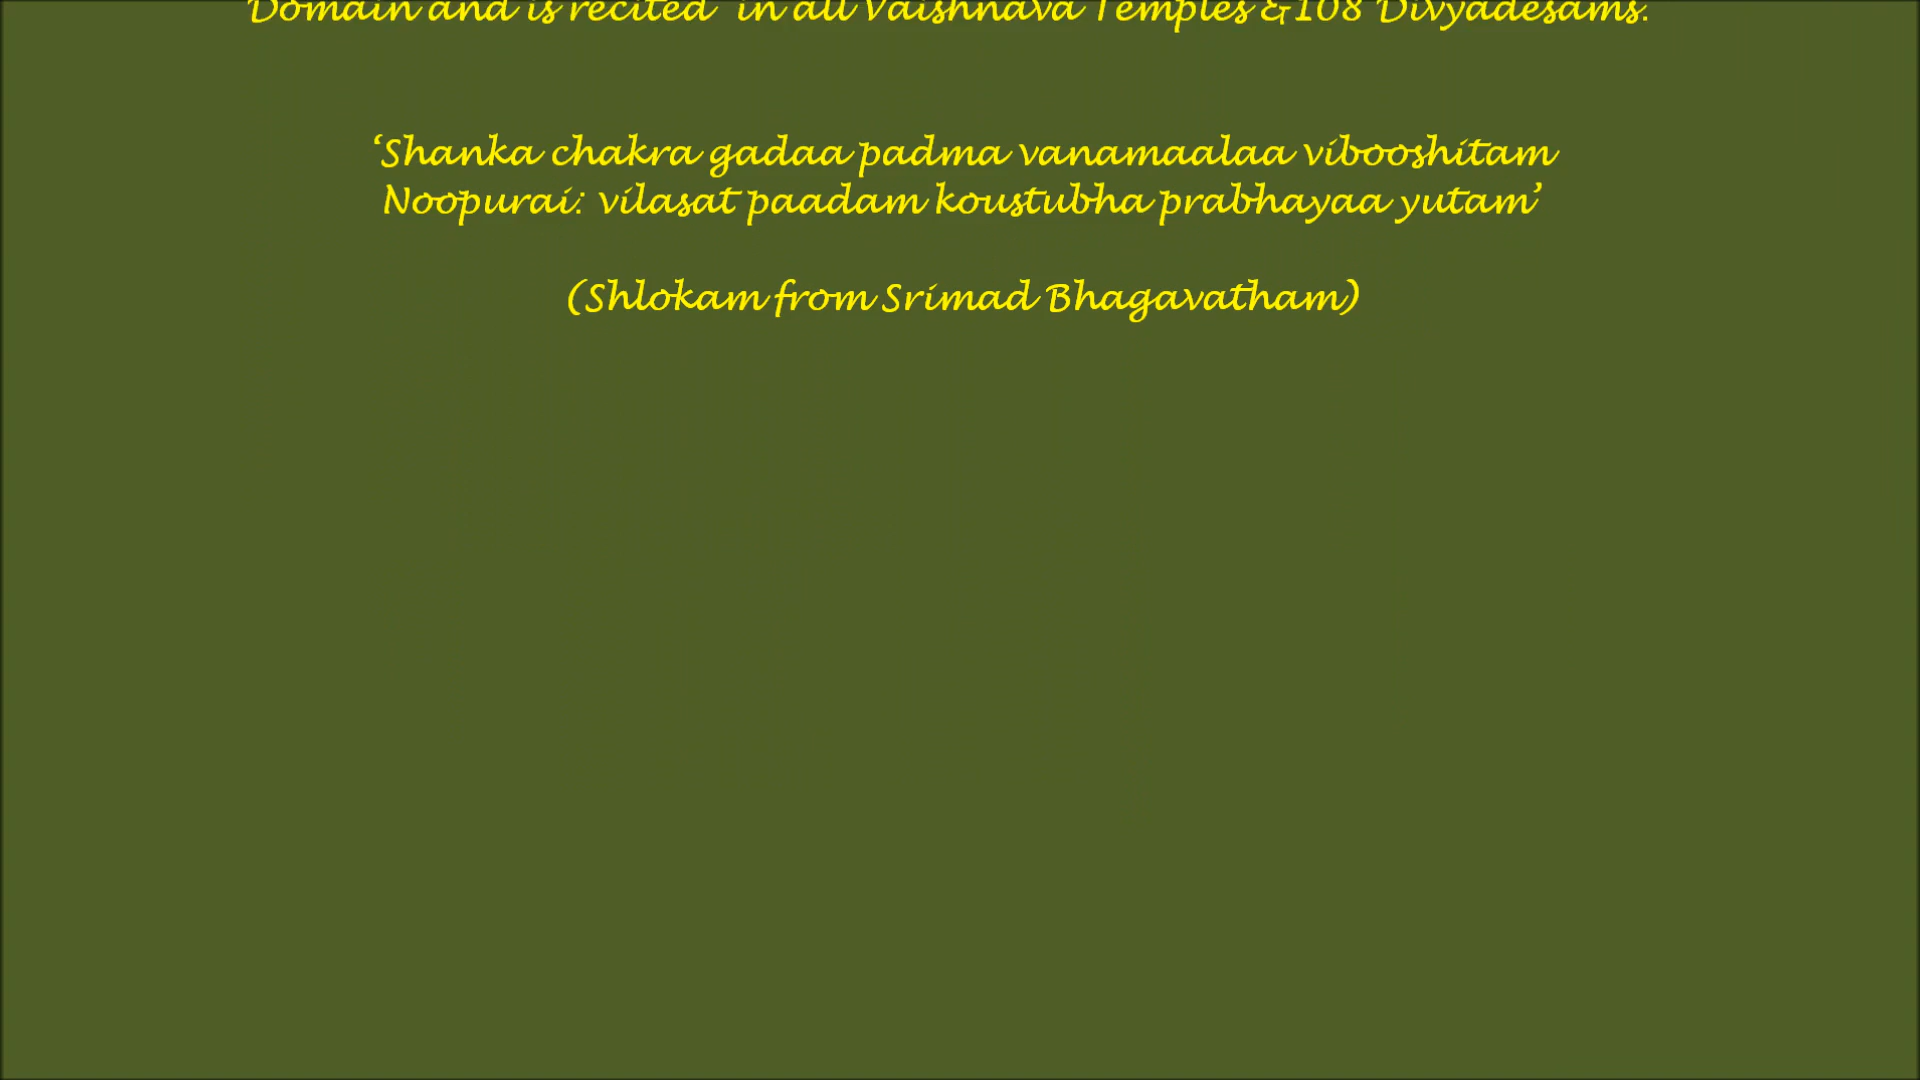 Domain and is recited in all Vaishnava Temples &108 Divyadesams.
‘Shanka chakra gadaa padma vanamaalaa vibooshitam
Noopurai: vilasat paadam koustubha prabhayaa yutam’
(Shlokam from Srimad Bhagavatham)